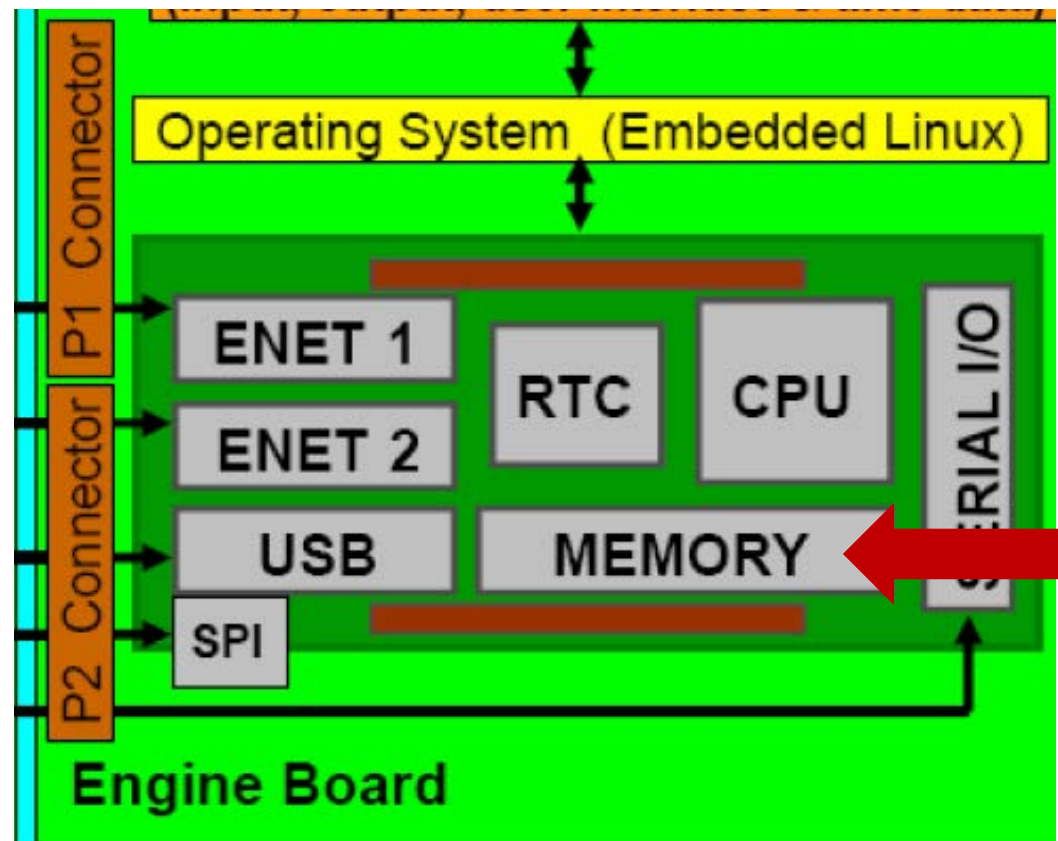 Operating System (Embedded Linux)
P1 Connector
P2 Connector
ENET 1
ENET 2
USB
SPI
RTC
CPU
MEMORY
SERIAL I/O
Engine Board